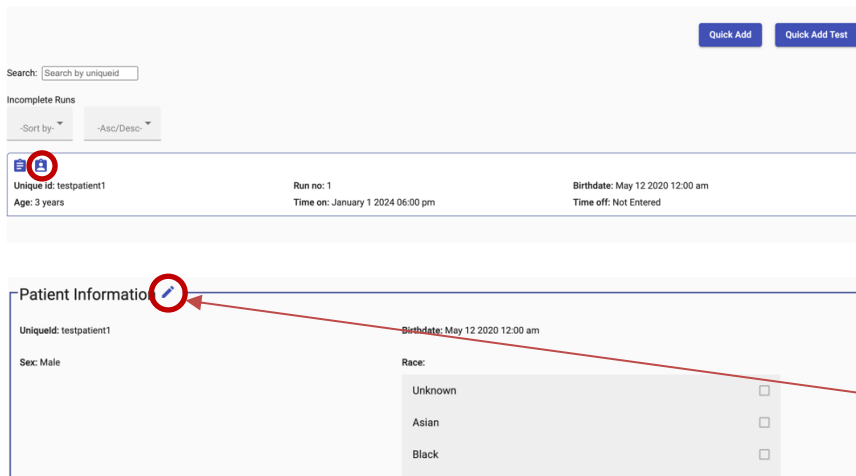 Quick Add Quick Add Test
Search: Search by uniqueid
Incomplete Runs
-Sort by- -Asc/Desc-
Unique id: testpatient1 Run no: 1 Birthdate: May 12 2020 12:00 am
Age: 3 years Time on: January 1 2024 06:00 pm Time off: Not Entered
Patient Information
UniqueId: testpatient1 Birthdate: May 12 2020 12:00 am
Sex: Male Race:
Unknown
Asian
Black